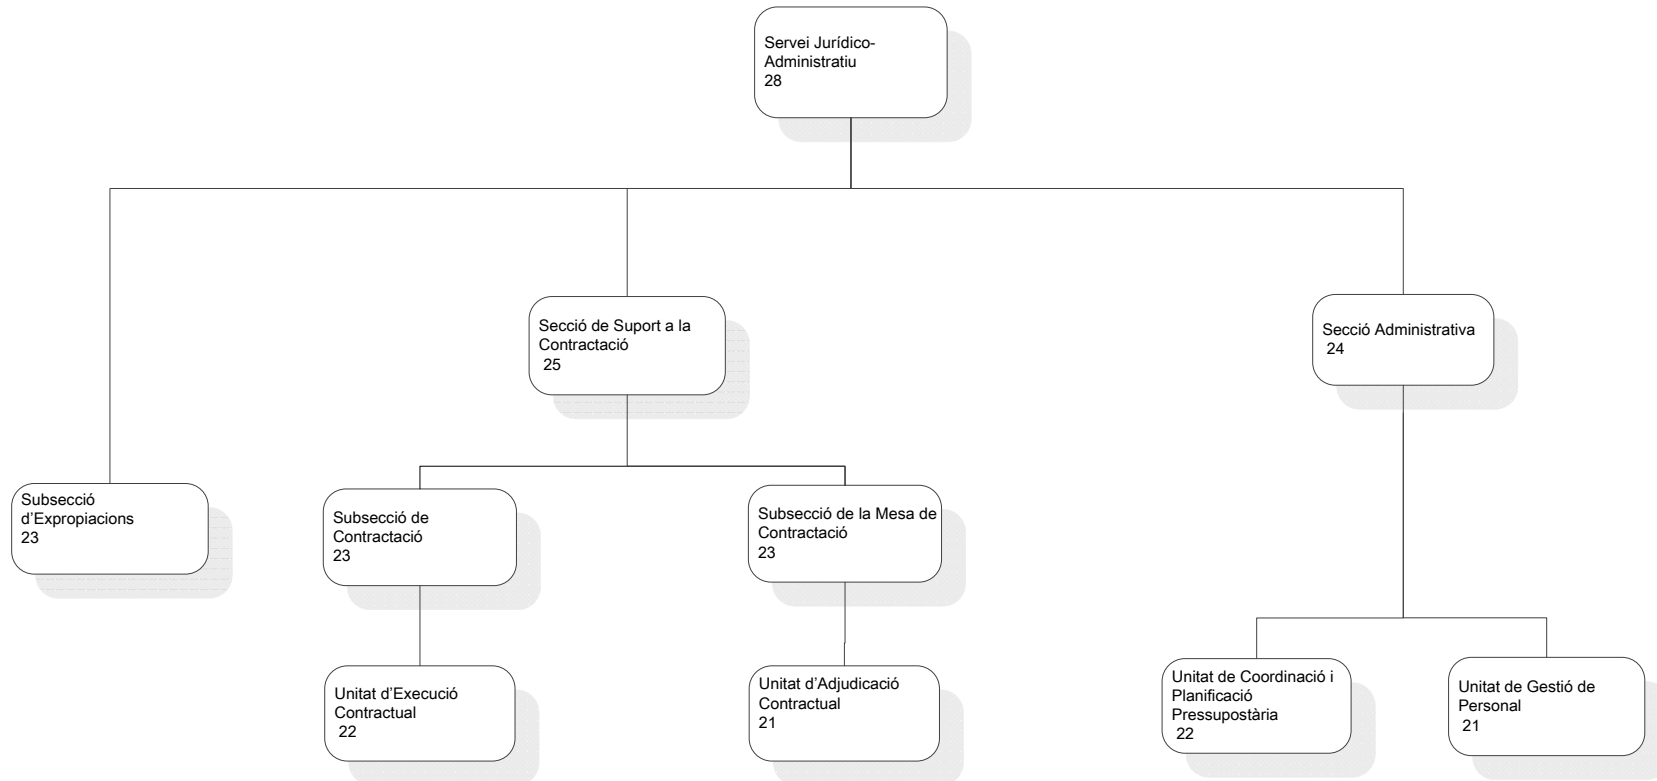 Servei Jurídico-
Administratiu
28
Secció de Suport a la
Contractació
25
Secció Administrativa
24
Subsecció
d’Expropiacions
23
Subsecció de
Contractació
23
Subsecció de la Mesa de
Contractació
23
Unitat d’Execució
Contractual
22
Unitat d’Adjudicació
Contractual
21
Unitat de Coordinació i
Planificació
Pressupostària
22
Unitat de Gestió de
Personal
21